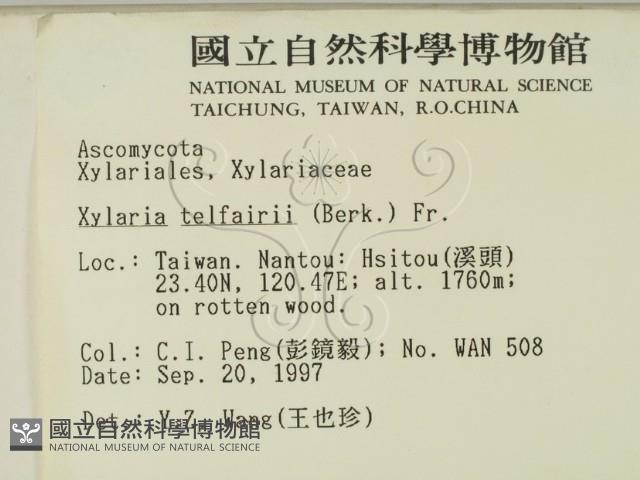 國立自然科學博物館
NATIONAL MUSEUM OF NATURAL SCIENCE
TAICHUNG, TAIWAN, R.O.CHINA
Ascomycota
Xylariales, Xylariaceae
Xylaria telfairii (Berk.) Fr.
Loc.: Taiwan. Nantou: Hsitou(溪頭)
23.40N, 120.47E; alt. 1760m;
on rotten wood.
Col.: C.I. Peng(彭鏡毅); No. WAN 508
Date: Sep. 20, 1997
Det.: Y.Z. Wang(王也珍)
國立自然科學博物館
NATIONAL MUSEUM OF NATURAL SCIENCE